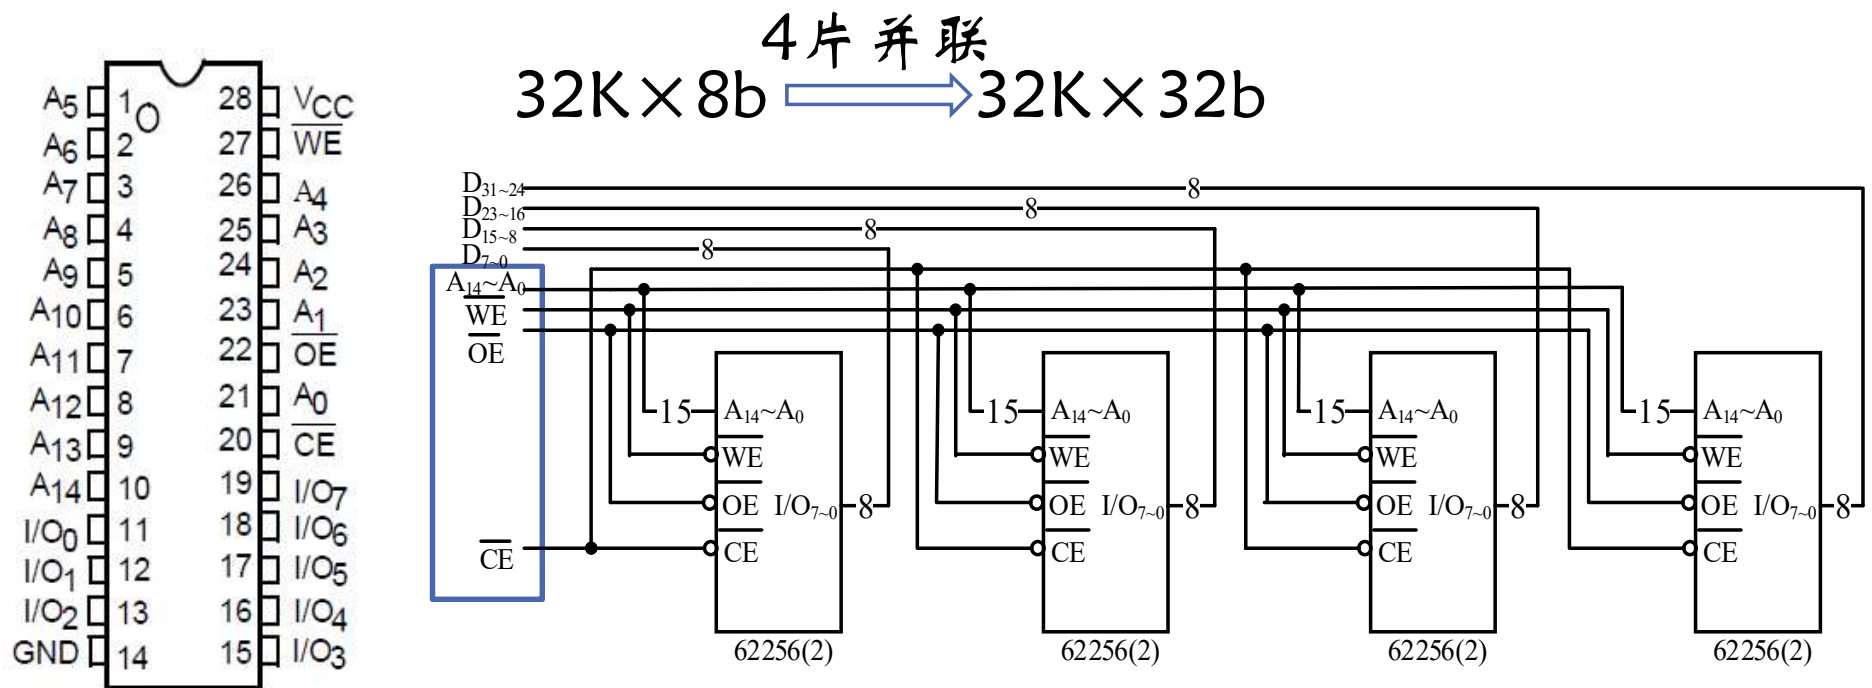 4片并联
32K×8b 32K×32b
A5 1 28 VCC
A6 2 27 WE
A7 3 26 A4
A8 4 25 A3
A9 5 24 A2
A10 6 23 A1
A11 7 22 OE
A12 8 21 A0
A13 9 20 CE
A14 10 19 I/O7
I/O0 11 18 I/O6
I/O1 12 17 I/O5
I/O2 13 16 I/O4
GND 14 15 I/O3
D31~24 8
D23~16 8
D15~8 8
D7~0 8
A14~A0
WE
OE
CE
15 A14~A0
WE
OE I/O7~0 8
CE
62256(2)
15 A14~A0
WE
OE I/O7~0 8
CE
62256(2)
15 A14~A0
WE
OE I/O7~0 8
CE
62256(2)
15 A14~A0
WE
OE I/O7~0 8
CE
62256(2)